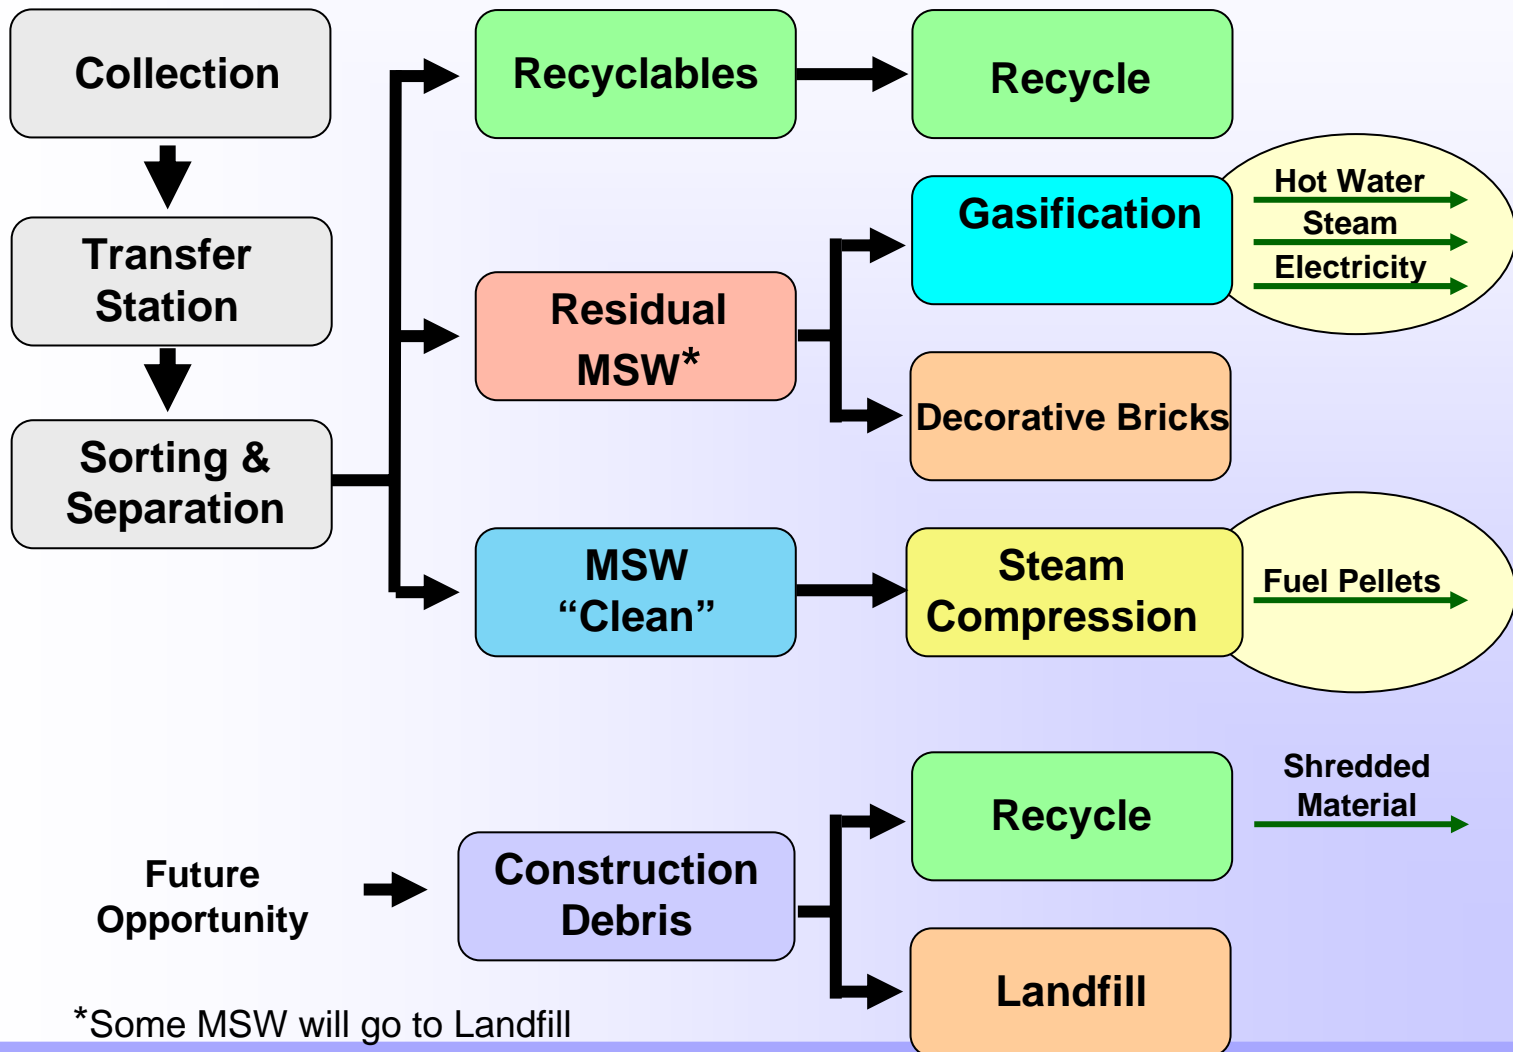 Collection
Transfer
Station
Sorting &
Separation
Recyclables
Recycle
Residual
MSW*
Gasification
Hot Water
Steam
Electricity
Decorative Bricks
MSW
“Clean”
Steam
Compression
Fuel Pellets
Future
Opportunity
Construction
Debris
Recycle
Shredded
Material
Landfill
*Some MSW will go to Landfill